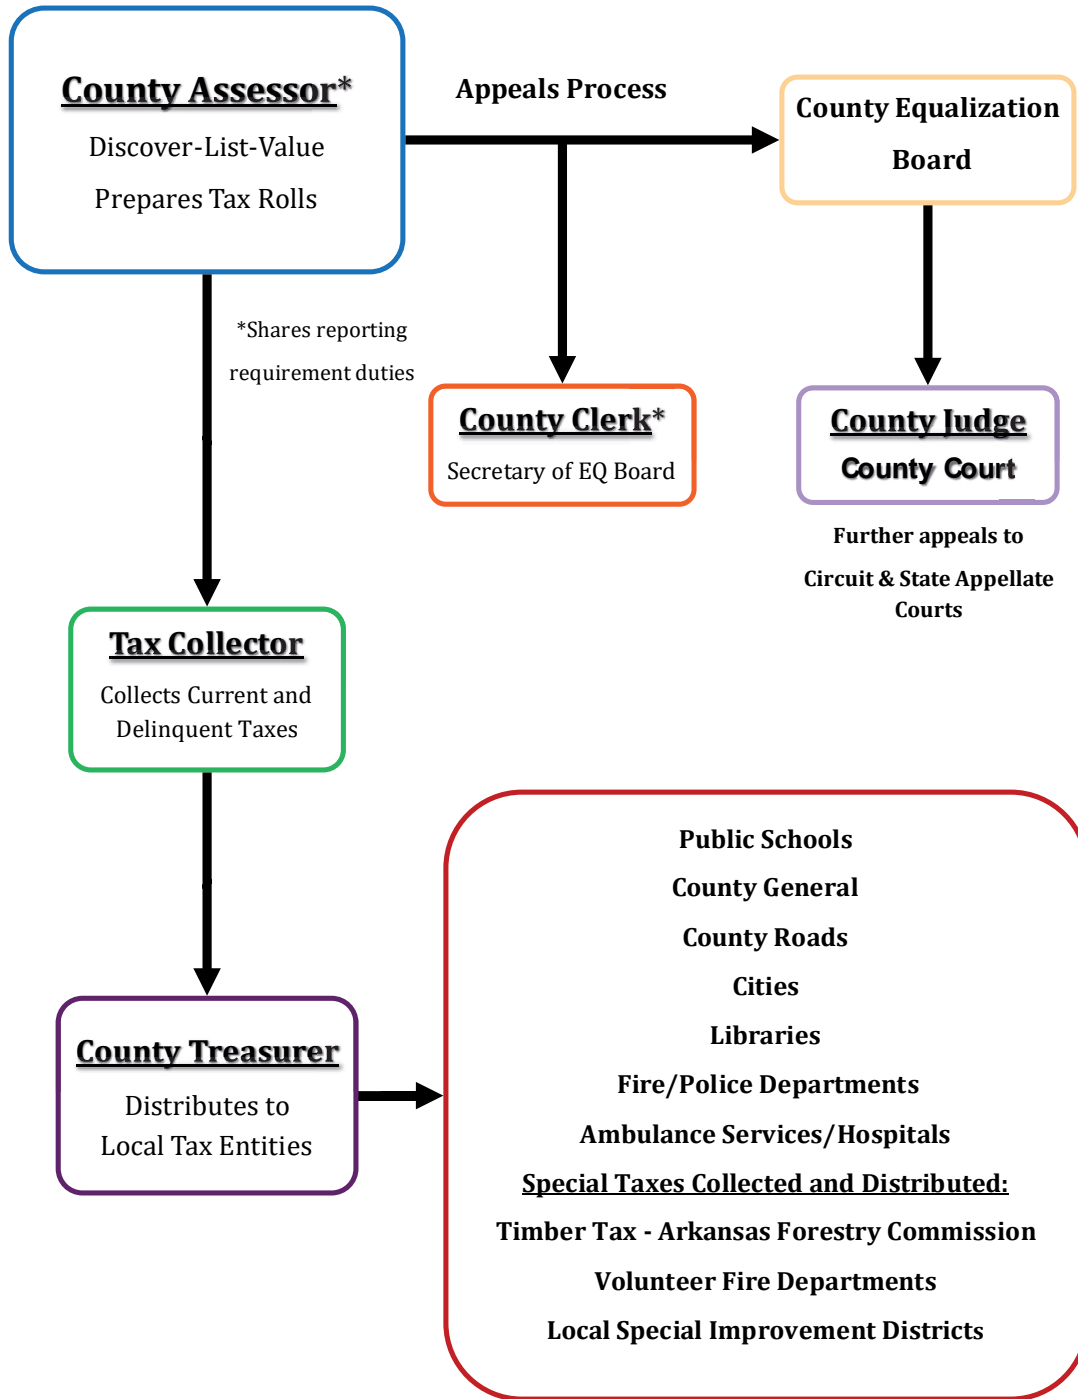 County Assessor*
Discover-List-Value
Prepares Tax Rolls
Appeals Process
County Equalization
Board
*Shares reporting
requirement duties
County Clerk*
Secretary of EQ Board
County Judge
County Court
Further appeals to
Circuit & State Appellate
Courts
Tax Collector
Collects Current and
Delinquent Taxes
County Treasurer
Distributes to
Local Tax Entities
Public Schools
County General
County Roads
Cities
Libraries
Fire/Police Departments
Ambulance Services/Hospitals
Special Taxes Collected and Distributed:
Timber Tax - Arkansas Forestry Commission
Volunteer Fire Departments
Local Special Improvement Districts